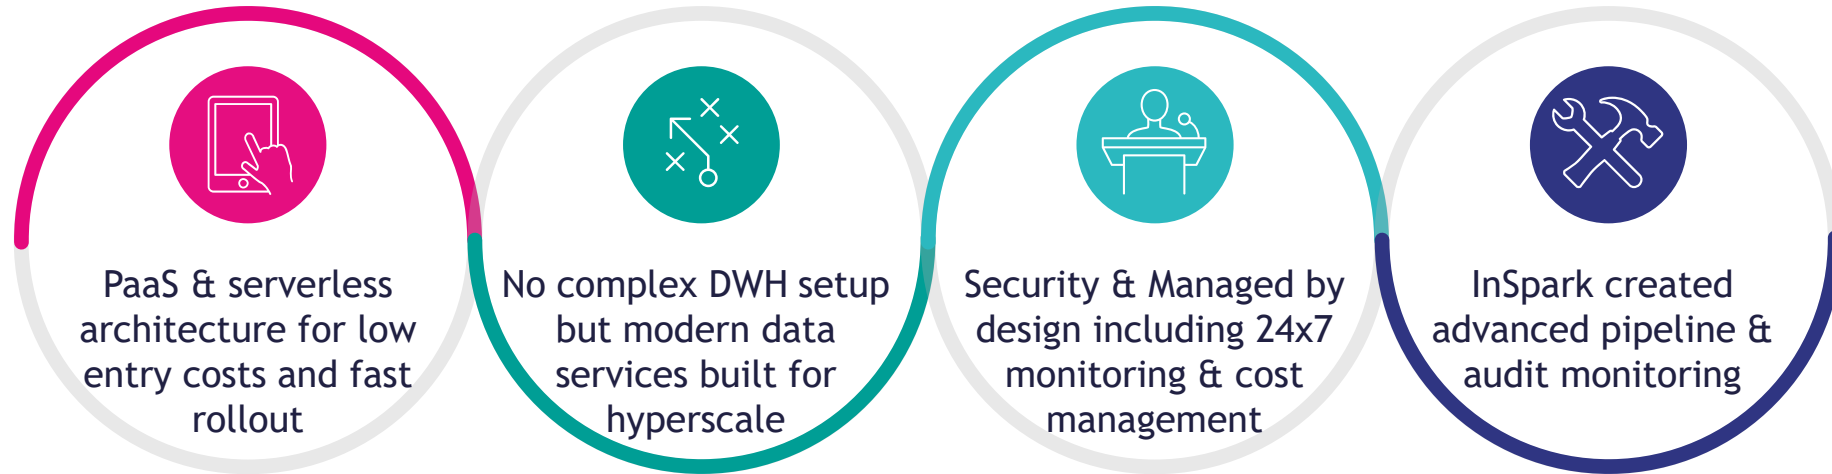 PaaS & serverless
architecture for low
entry costs and fast
rollout
No complex DWH setup
but modern data
services built for
hyperscale
Security & Managed by
design including 24x7
monitoring & cost
management
InSpark created
advanced pipeline &
audit monitoring